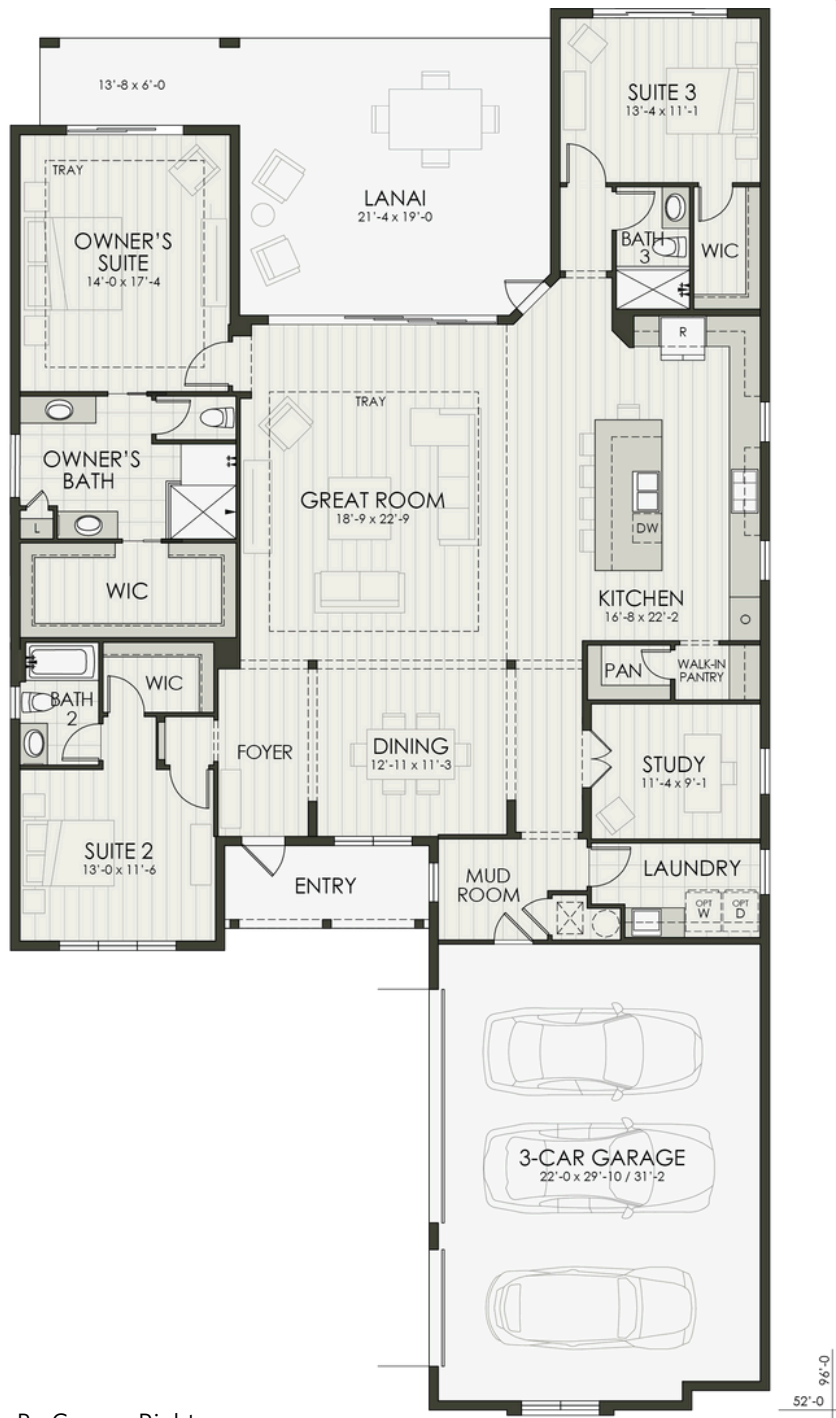 13'-8 x 6'-0
SUITE 3
13'-4 x 11'-1
TRAY
LANAI
21'-4 x 19'-0
OWNER'S
SUITE
14'-0 x 17'-4
BATH
3
WIC
R
TRAY
OWNER'S
BATH
GREAT ROOM
18'-9 x 22'-9
L
DW
WIC
KITCHEN
16'-8 x 22'-2
O
PAN
WALK-IN
PANTRY
WIC
BATH
2
FOYER
DINING
12'-11 x 11'-3
STUDY
11'-4 x 9'-1
SUITE 2
13'-0 x 11'-6
ENTRY
MUD
ROOM
LAUNDRY
OPT
W
OPT
D
3-CAR GARAGE
22'-0 x 29'-10 / 31'-2
96'-0
52'-0